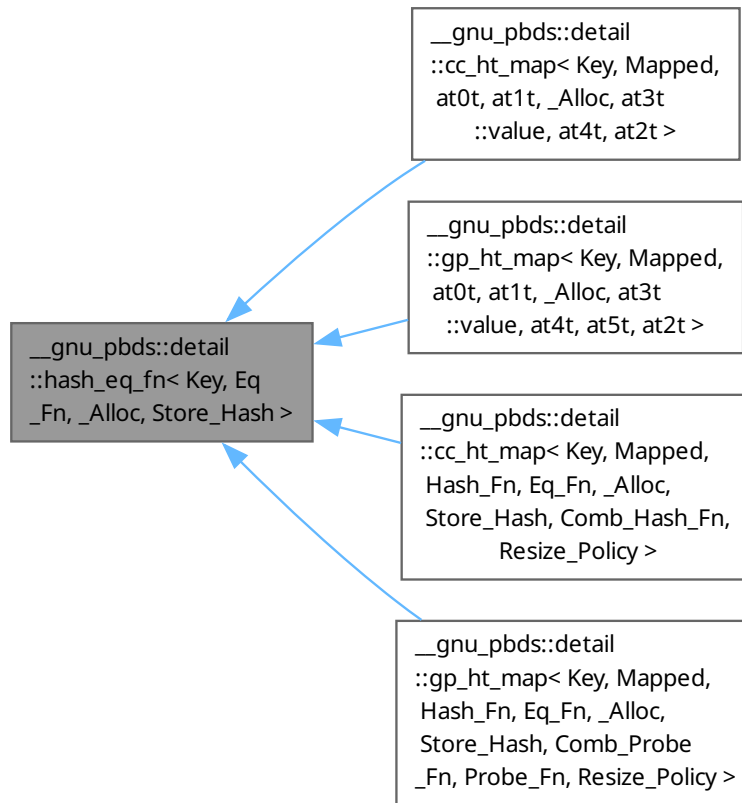 __gnu_pbds::detail
::cc_ht_map< Key, Mapped,
at0t, at1t, _Alloc, at3t
::value, at4t, at2t >
__gnu_pbds::detail
::gp_ht_map< Key, Mapped,
at0t, at1t, _Alloc, at3t
::value, at4t, at5t, at2t >
__gnu_pbds::detail
::hash_eq_fn< Key, Eq
_Fn, _Alloc, Store_Hash >
__gnu_pbds::detail
::cc_ht_map< Key, Mapped,
Hash_Fn, Eq_Fn, _Alloc,
Store_Hash, Comb_Hash_Fn,
Resize_Policy >
__gnu_pbds::detail
::gp_ht_map< Key, Mapped,
Hash_Fn, Eq_Fn, _Alloc,
Store_Hash, Comb_Probe
_Fn, Probe_Fn, Resize_Policy >